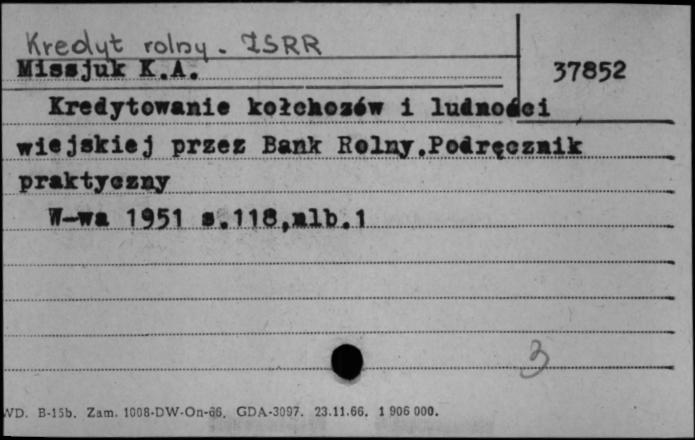 Kredyt rolny. ZSRR
Missjuk K.A.
37852
Kredytowanie kołchozów i ludności
wiejskiej przez Bank Rolny.Podręcznik
praktyczny
W-wa 1951 s.118,nlb.1
3
WD. B-15b. Zam. 1008-DW-On-66. GDA-3097. 23.11.66. 1 906 000.